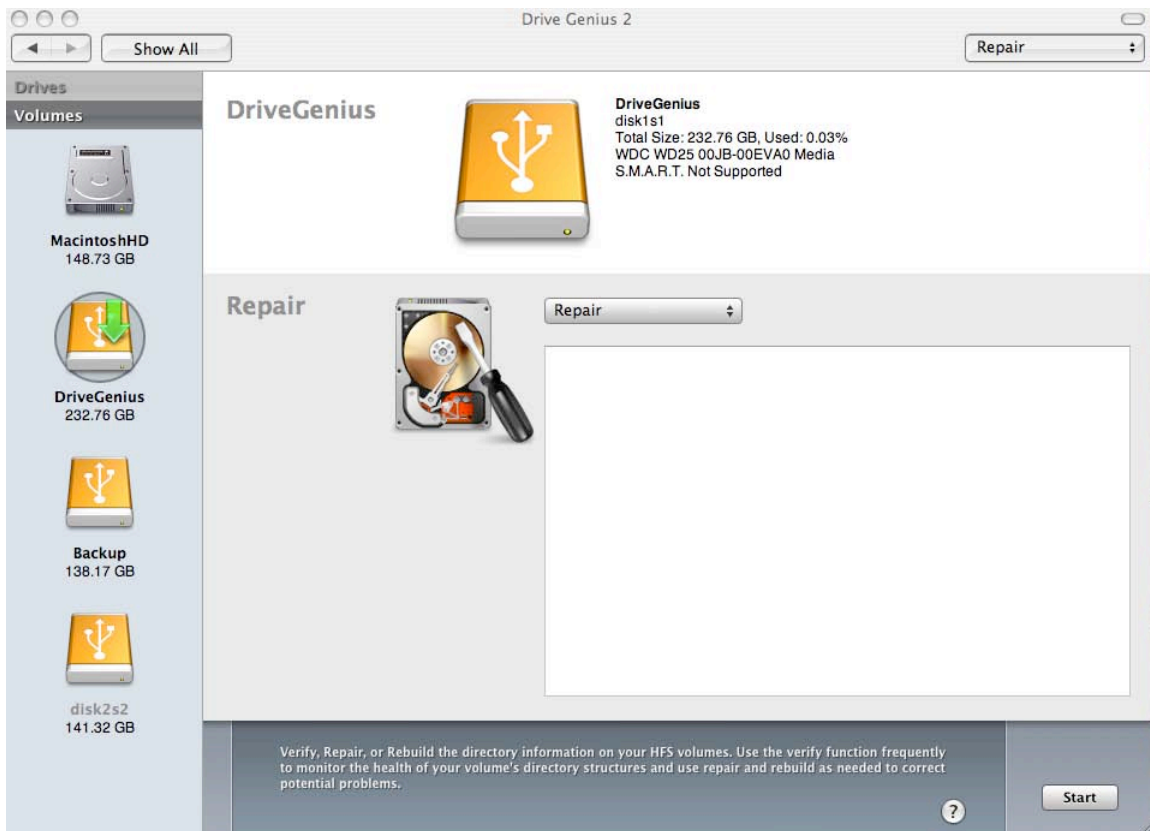 Drive Genius 2
Show All
Repair
Drives
Volumes
MacintoshHD
148.73 GB
DriveGenius
232.76 GB
Backup
138.17 GB
disk2s2
141.32 GB
DriveGenius
DriveGenius
disk1s1
Total Size: 232.76 GB, Used: 0.03%
WDC WD25 00JB-00EVA0 Media
S.M.A.R.T. Not Supported
Repair
Repair
Verify, Repair, or Rebuild the directory information on your HFS volumes. Use the verify function frequently
to monitor the health of your volume's directory structures and use repair and rebuild as needed to correct
potential problems.
?
Start